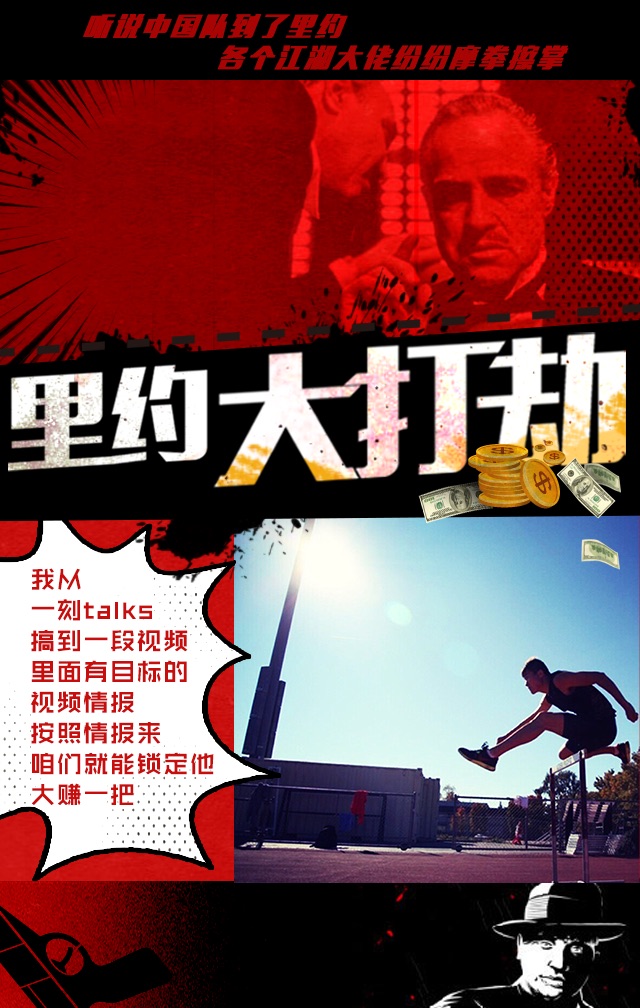 听说中国队到了里约
各个江湖大佬纷纷摩拳擦掌
里约大打劫
我从
一刻talks
搞到一段视频
里面有目标的
视频情报
按照情报来
咱们就能锁定他
大赚一把